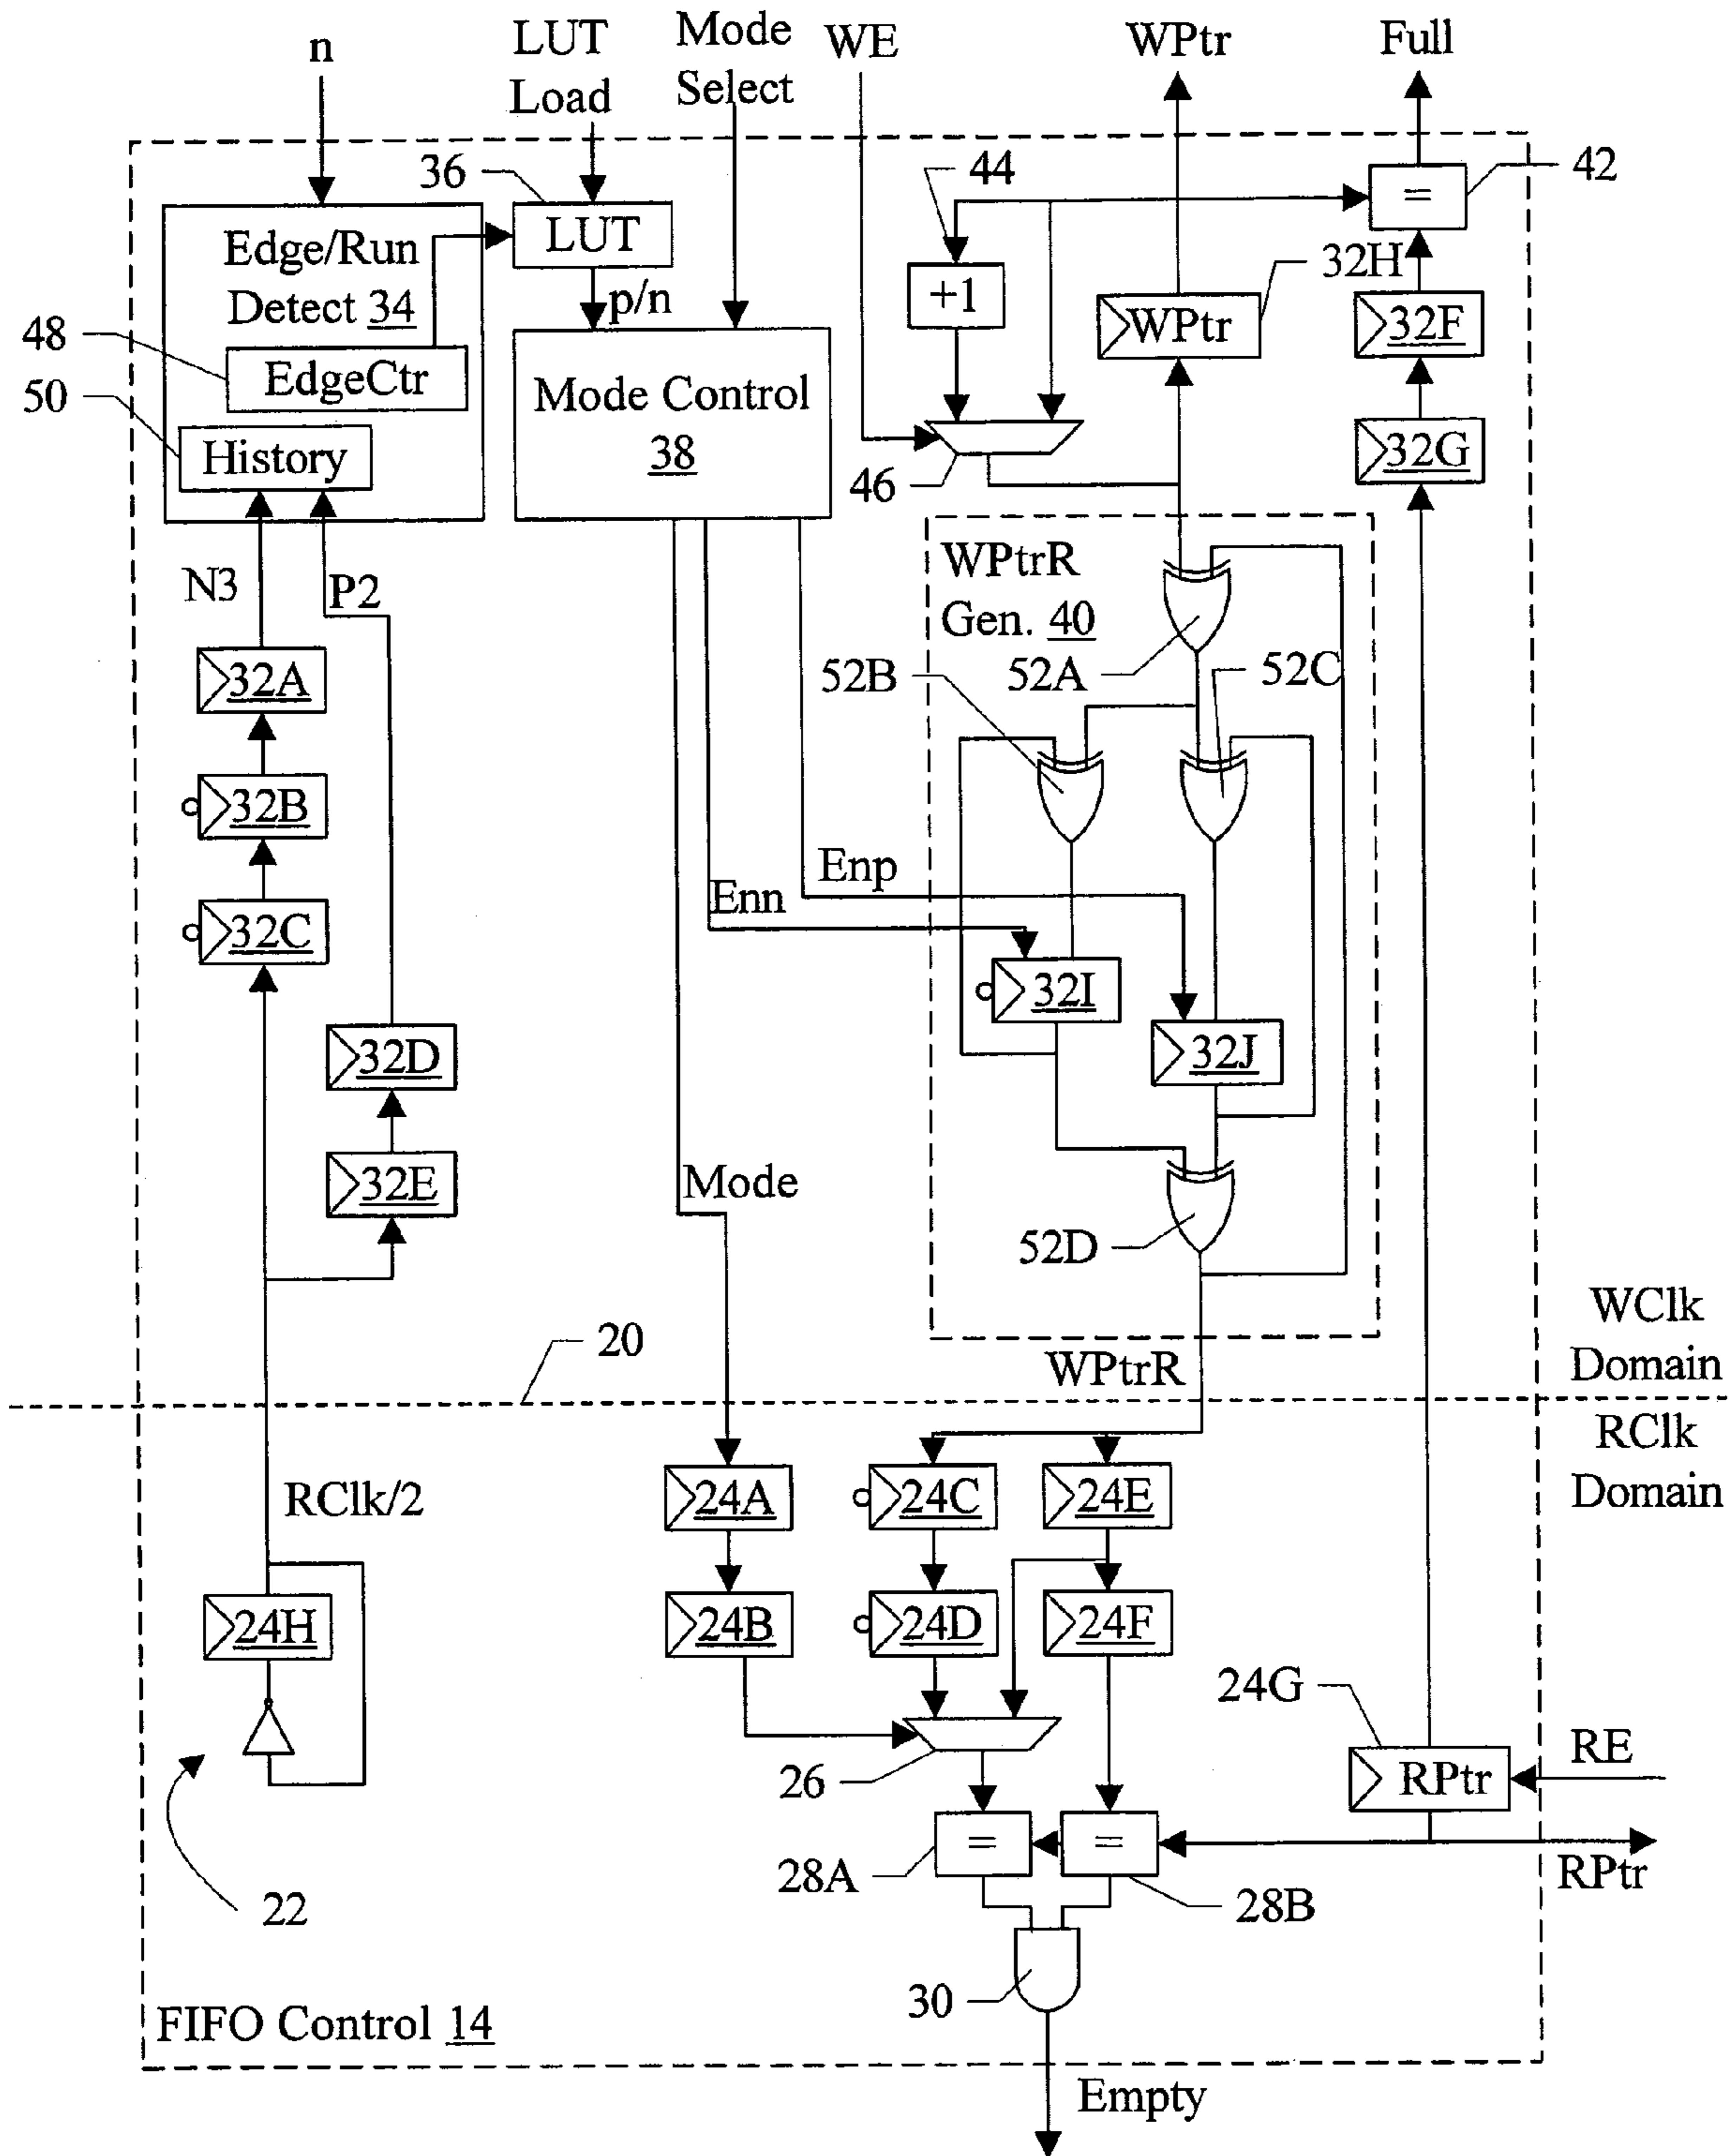 n
LUT
Load
Mode
Select
WE
WPtr
Full
36
44
42
LUT
=
Edge/Run
Detect 34
p/n
+1
32H
WPtr
32F
48
EdgeCtr
Mode Control
38
50
History
46
32G
N3
P2
WPtrR
Gen. 40
32A
52B
52A
52C
32B
Enp
32C
Enn
32I
32D
32J
32E
Mode
52D
20
WPtrR
WClk
Domain
RClk
Domain
RClk/2
24A
24C
24E
24H
24B
24D
24F
24G
RE
26
RPtr
=
=
28A
28B
RPtr
22
30
FIFO Control 14
Empty